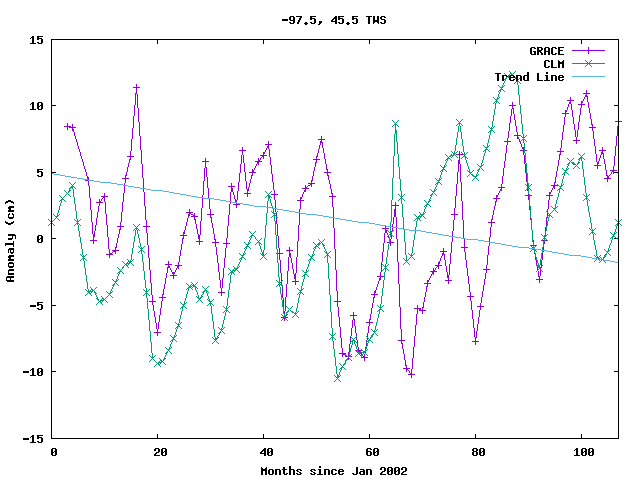 -97.5, 45.5 TWS
15
GRACE
CLM
Trend Line
10
5
0
-5
-10
-15
Anomaly (cm)
0 20 40 60 80 100
Months since Jan 2002